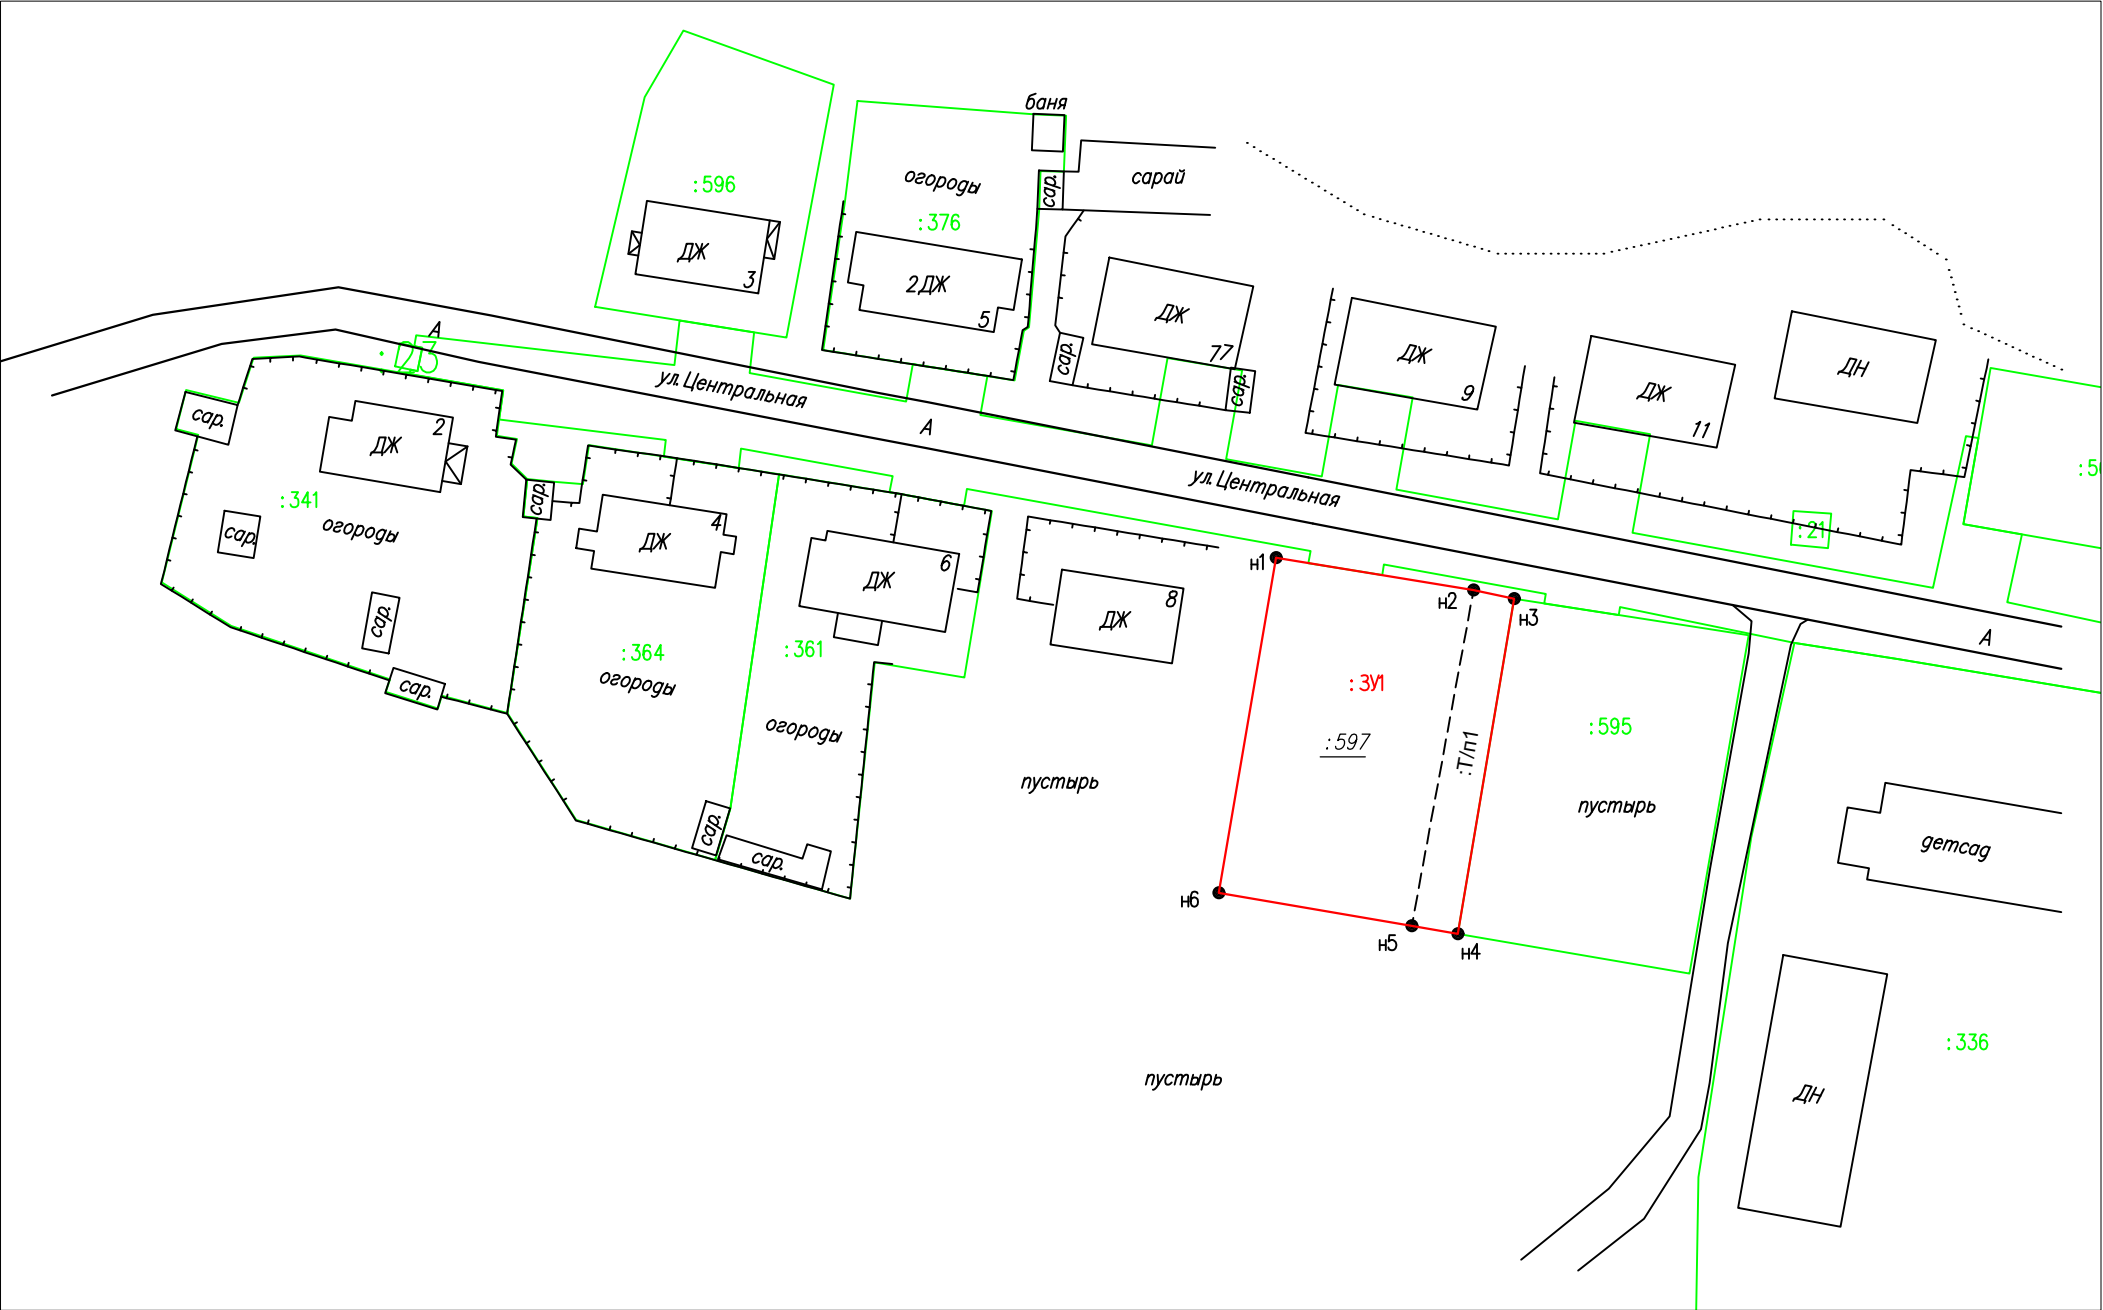 баня
огороды
сарай
:596
сар.
:376
ДЖ
3
2ДЖ
5
ДЖ
77
А
:23
сар.
ДЖ
9
ДН
ул.Центральная
сар.
ДЖ
11
сар.
2
ДЖ
А
:341
огороды
сар.
ул.Центральная
сар.
4
ДЖ
:21
6
ДЖ
н1
8
ДЖ
н2
н3
сар.
:364
огороды
:361
А
сар.
:ЗУ1
огороды
:595
:597
:Т/п1
пустырь
пустырь
сар.
сар.
детсад
н6
н5
н4
:336
пустырь
ДН